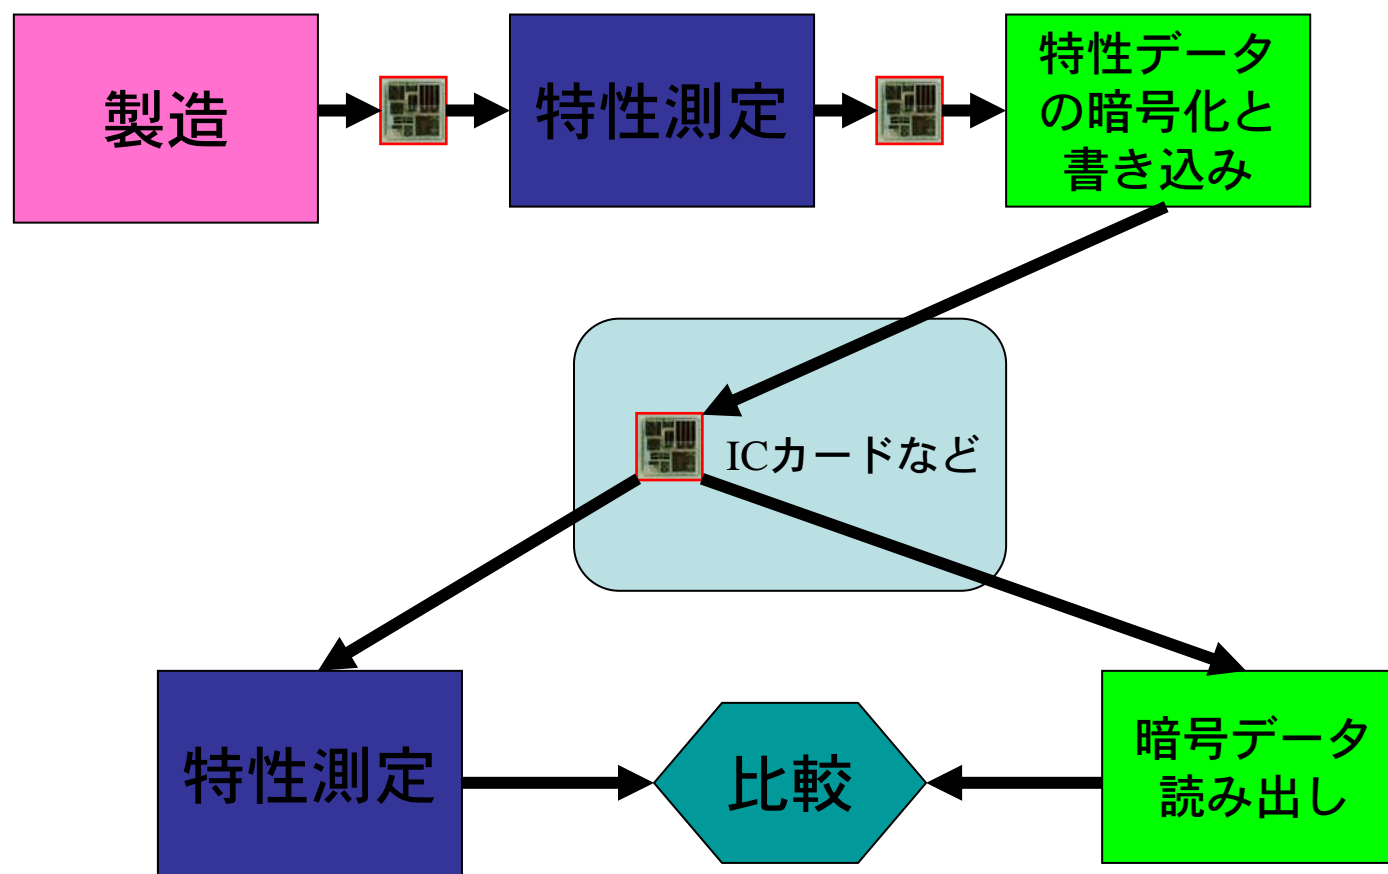 製造
特性測定
特性データ
の暗号化と
書き込み
ICカードなど
特性測定
比較
暗号データ
読み出し